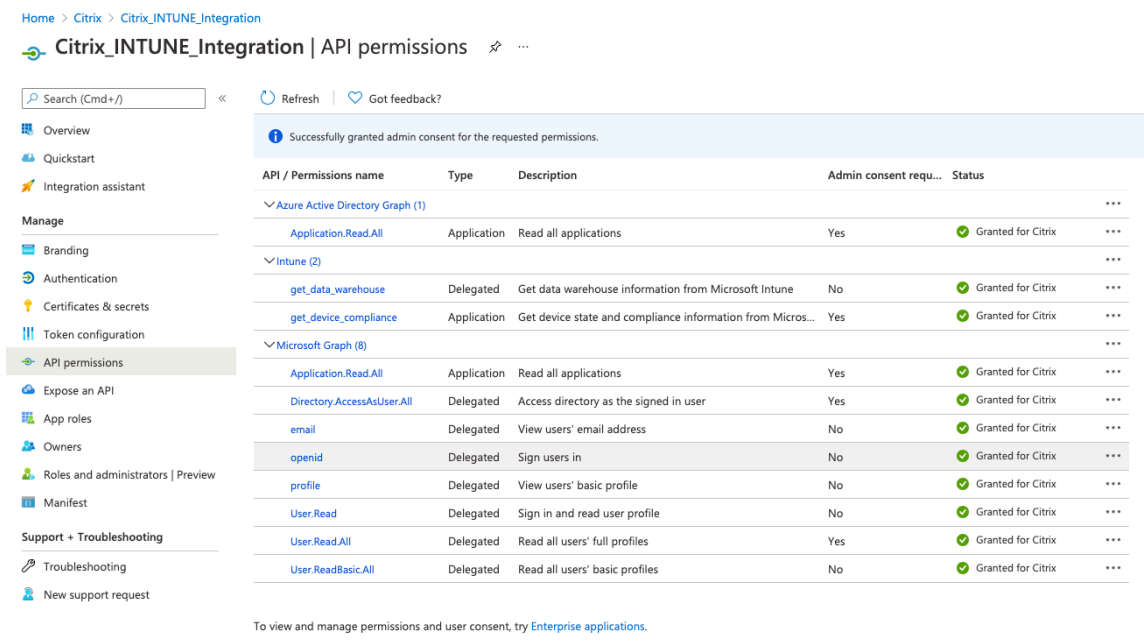 Home > Citrix > Citrix_INTUNE_Integration
Citrix_INTUNE_Integration | API permissions
Search (Cmd+/)
Overview
Quickstart
Integration assistant
Manage
Branding
Authentication
Certificates & secrets
Token configuration
API permissions
Expose an API
App roles
Owners
Roles and administrators | Preview
Manifest
Support + Troubleshooting
Troubleshooting
New support request
Refresh Got feedback?
Successfully granted admin consent for the requested permissions.
API / Permissions name Type Description Admin consent requ... Status
Azure Active Directory Graph (1)
Application.Read.All Application Read all applications Yes Granted for Citrix
Intune (2)
get_data_warehouse Delegated Get data warehouse information from Microsoft Intune No Granted for Citrix
get_device_compliance Application Get device state and compliance information from Micros... Yes Granted for Citrix
Microsoft Graph (8)
Application.Read.All Application Read all applications Yes Granted for Citrix
Directory.AccessAsUser.All Delegated Access directory as the signed in user Yes Granted for Citrix
email Delegated View users' email address No Granted for Citrix
openid Delegated Sign users in No Granted for Citrix
profile Delegated View users' basic profile No Granted for Citrix
User.Read Delegated Sign in and read user profile No Granted for Citrix
User.Read.All Delegated Read all users' full profiles Yes Granted for Citrix
User.ReadBasic.All Delegated Read all users' basic profiles No Granted for Citrix
To view and manage permissions and user consent, try Enterprise applications.